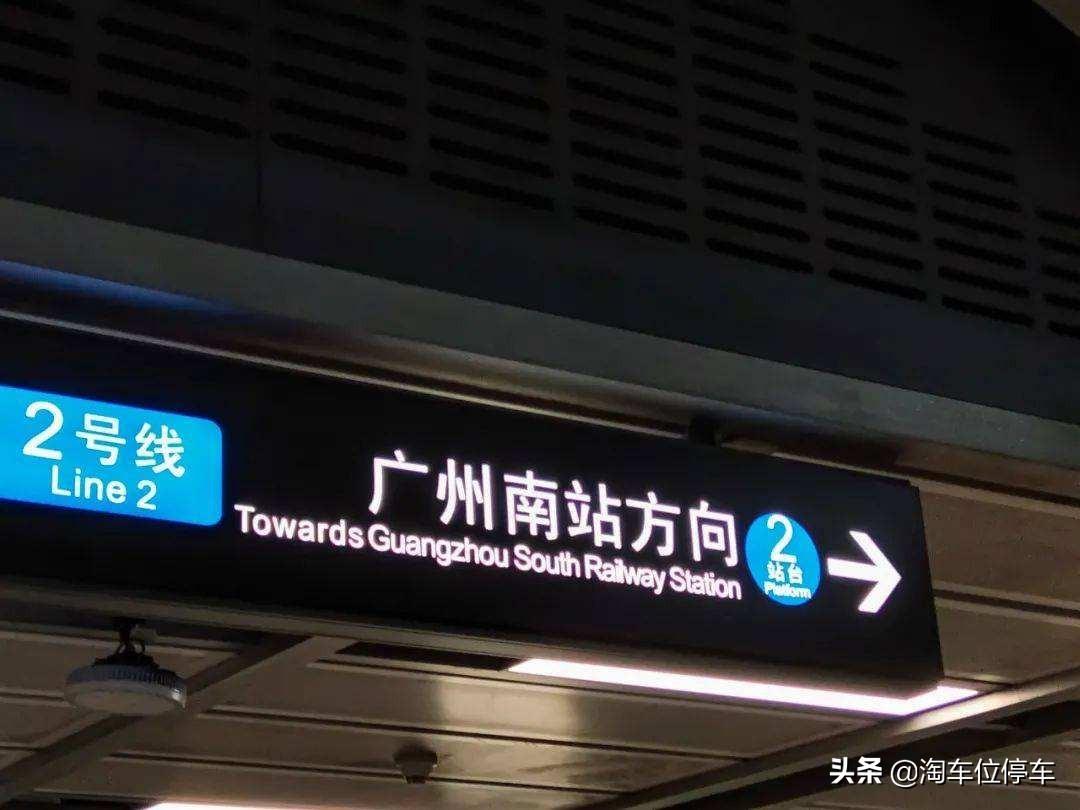 2号线
Line 2
广州南站方向
Towards Guangzhou South Railway Station
2
站台
Platform
头条 @淘车位停车